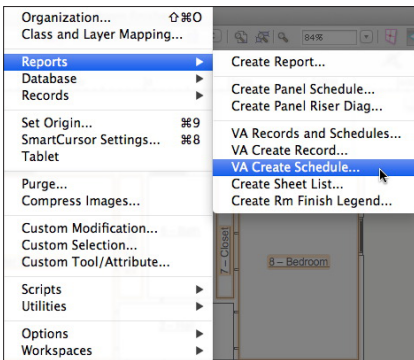 Organization... ⇧⌘O
Class and Layer Mapping...
Reports ▶
Database ▶
Records ▶
Set Origin... ⌘9
SmartCursor Settings... ⌘8
Tablet
Purge...
Compress Images...
Custom Modification...
Custom Selection...
Custom Tool/Attribute...
Scripts ▶
Utilities ▶
Options ▶
Workspaces ▶
84%
Create Report...
Create Panel Schedule...
Create Panel Riser Diag...
VA Records and Schedules...
VA Create Record...
VA Create Schedule...
Create Sheet List...
Create Rm Finish Legend...
7 – Closet
8 – Bedroom